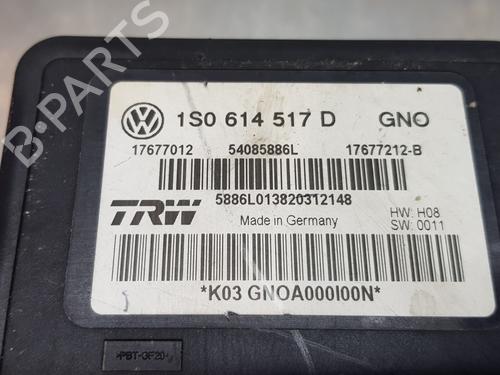 B-PARTS
1S0 614 517 D GNO
17677012 54085886L 17677212-B
5886L013820312148
TRW
Made in Germany
HW: H08
SW: 0011
*K03 GNOA000I00N*
>PBT-GF20<